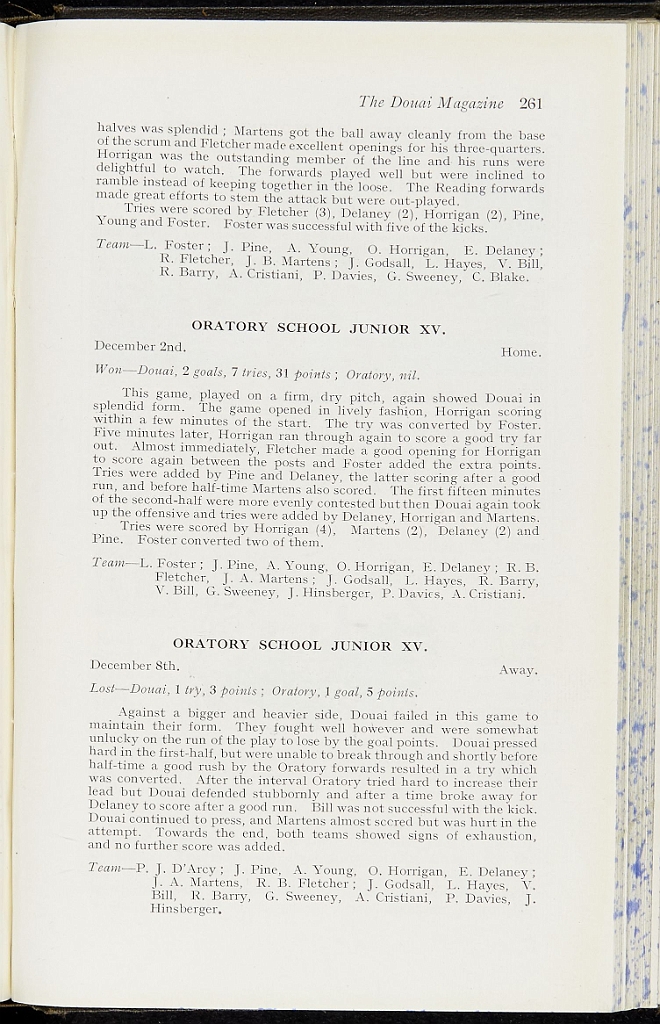 The Douai Magazine 261
halves was splendid ; Martens got the ball away cleanly from the base
of the scrum and Fletcher made excellent openings for his three-quarters.
Horrigan was the outstanding member of the line and his runs were
delightful to watch. The forwards played well but were inclined to
ramble instead of keeping together in the loose. The Reading forwards
made great efforts to stem the attack but were out-played.
Tries were scored by Fletcher (3), Delaney (2), Horrigan (2), Pine,
Young and Foster. Foster was successful with five of the kicks.
Team—L. Foster ; J. Pine, A. Young, O. Horrigan, E. Delaney ;
R. Fletcher, J. B. Martens ; J. Godsall, L. Hayes, V. Bill,
R. Barry, A. Cristiani, P. Davies, G. Sweeney, C. Blake.
ORATORY SCHOOL JUNIOR XV.
December 2nd.
Home.
Won—Douai, 2 goals, 7 tries, 31 points ; Oratory, nil.
This game, played on a firm, dry pitch, again showed Douai in
splendid form. The game opened in lively fashion, Horrigan scoring
within a few minutes of the start. The try was converted by Foster.
Five minutes later, Horrigan ran through again to score a good try far
out. Almost immediately, Fletcher made a good opening for Horrigan
to score again between the posts and Foster added the extra points.
Tries were added by Pine and Delaney, the latter scoring after a good
run, and before half-time Martens also scored. The first fifteen minutes
of the second-half were more evenly contested but then Douai again took
up the offensive and tries were added by Delaney, Horrigan and Martens.
Tries were scored by Horrigan (4), Martens (2), Delaney (2) and
Pine. Foster converted two of them.
Team—L. Foster ; J. Pine, A. Young, O. Horrigan, E. Delaney ; R. B.
Fletcher, J. A. Martens ; J. Godsall, L. Hayes, R. Barry,
V. Bill, G. Sweeney, J. Hinsberger, P. Davies, A. Cristiani.
ORATORY SCHOOL JUNIOR XV.
December 8th.
Away.
Lost—Douai, 1 try, 3 points ; Oratory, 1 goal, 5 points.
Against a bigger and heavier side, Douai failed in this game to
maintain their form. They fought well however and were somewhat
unlucky on the run of the play to lose by the goal points. Douai pressed
hard in the first-half, but were unable to break through and shortly before
half-time a good rush by the Oratory forwards resulted in a try which
was converted. After the interval Oratory tried hard to increase their
lead but Douai defended stubbornly and after a time broke away for
Delaney to score after a good run. Bill was not successful with the kick.
Douai continued to press, and Martens almost sccred but was hurt in the
attempt. Towards the end, both teams showed signs of exhaustion,
and no further score was added.
Team—P. J. D'Arcy ; J. Pine, A. Young, O. Horrigan, E. Delaney ;
J. A. Martens, R. B. Fletcher ; J. Godsall, L. Hayes, V.
Bill, R. Barry, G. Sweeney, A. Cristiani, P. Davies, J.
Hinsberger.